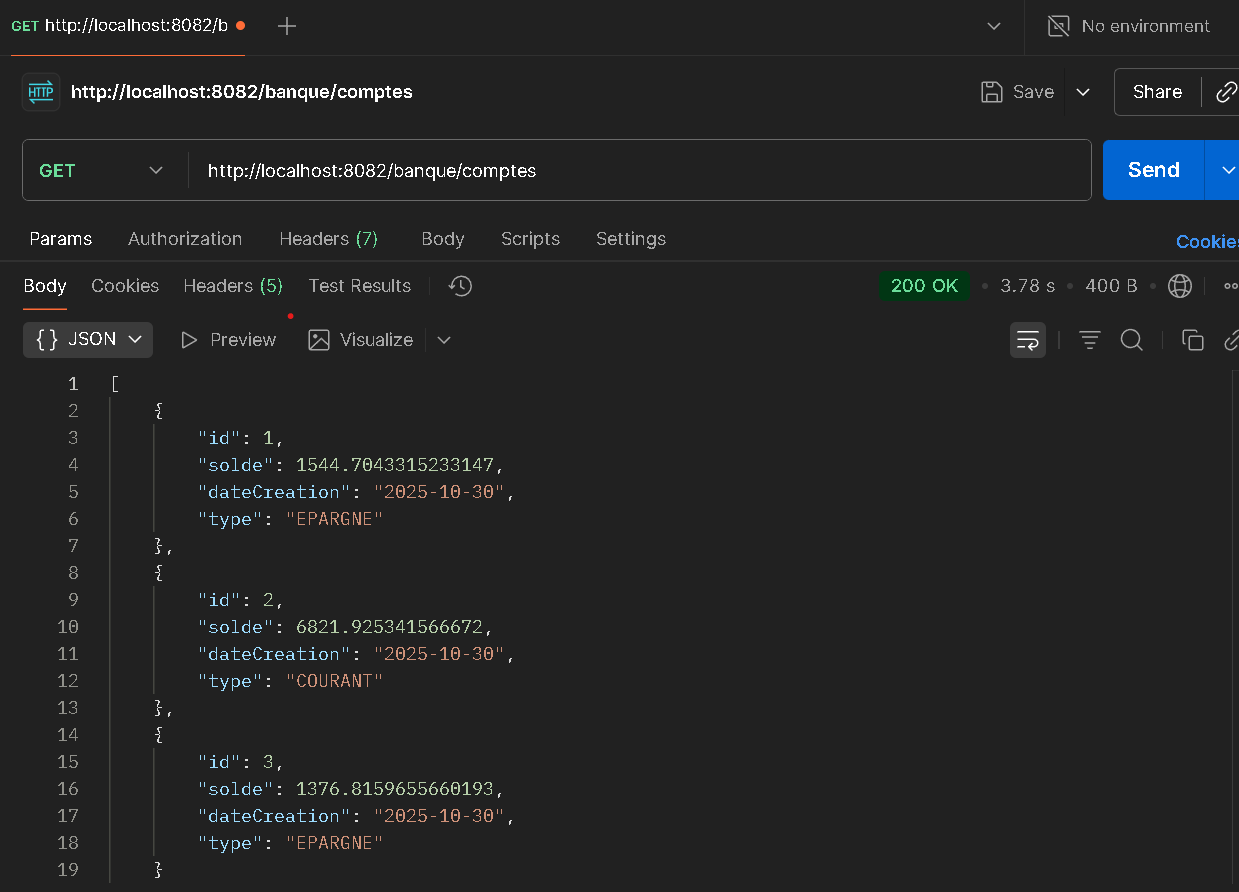 GET http://localhost:8082/b
No environment
HTTP http://localhost:8082/banque/comptes
Save
Share
GET http://localhost:8082/banque/comptes
Send
Params Authorization Headers (7) Body Scripts Settings
Cookies
Body Cookies Headers (5) Test Results
200 OK • 3.78 s • 400 B •
{} JSON Preview Visualize
1 [
2 {
3 "id": 1,
4 "solde": 1544.7043315233147,
5 "dateCreation": "2025-10-30",
6 "type": "EPARGNE"
7 },
8 {
9 "id": 2,
10 "solde": 6821.925341566672,
11 "dateCreation": "2025-10-30",
12 "type": "COURANT"
13 },
14 {
15 "id": 3,
16 "solde": 1376.8159655660193,
17 "dateCreation": "2025-10-30",
18 "type": "EPARGNE"
19 }